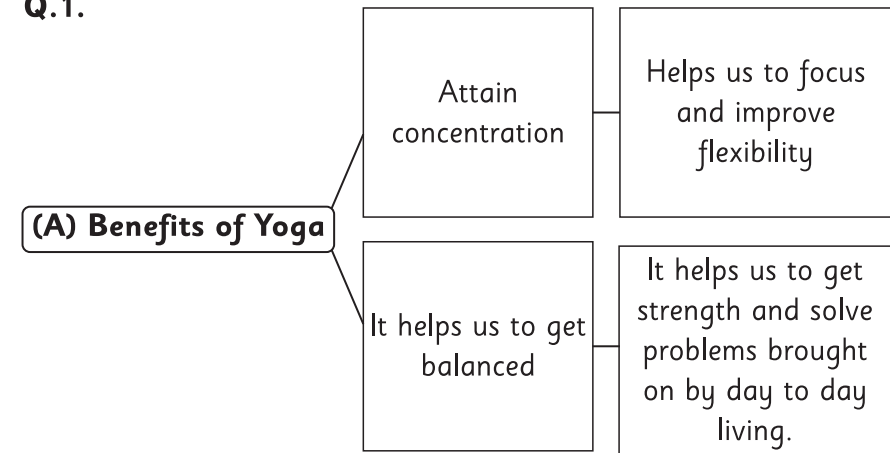 Q.1.
Attain
concentration
Helps us to focus
and improve
flexibility
(A) Benefits of Yoga
It helps us to get
balanced
It helps us to get
strength and solve
problems brought
on by day to day
living.